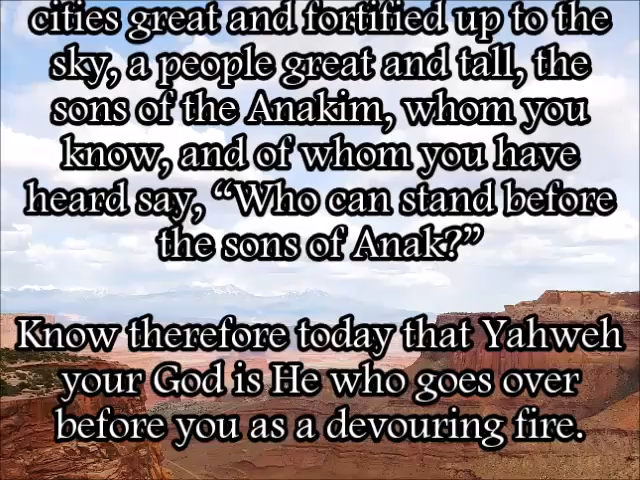 cities great and fortified up to the
sky, a people great and tall, the
sons of the Anakim, whom you
know, and of whom you have
heard say, “Who can stand before
the sons of Anak?”
Know therefore today that Yahweh
your God is He who goes over
before you as a devouring fire.